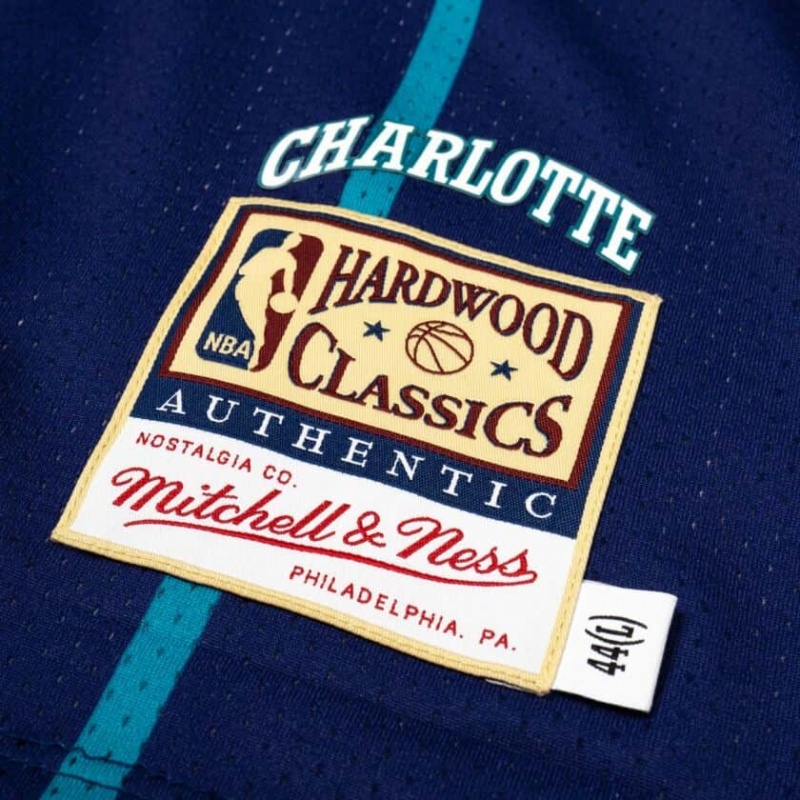 CHARLOTTE
HARDWOOD
NBA
CLASSICS
AUTHENTIC
NOSTALGIA CO.
Mitchell & Ness
PHILADELPHIA. PA.
44(L)